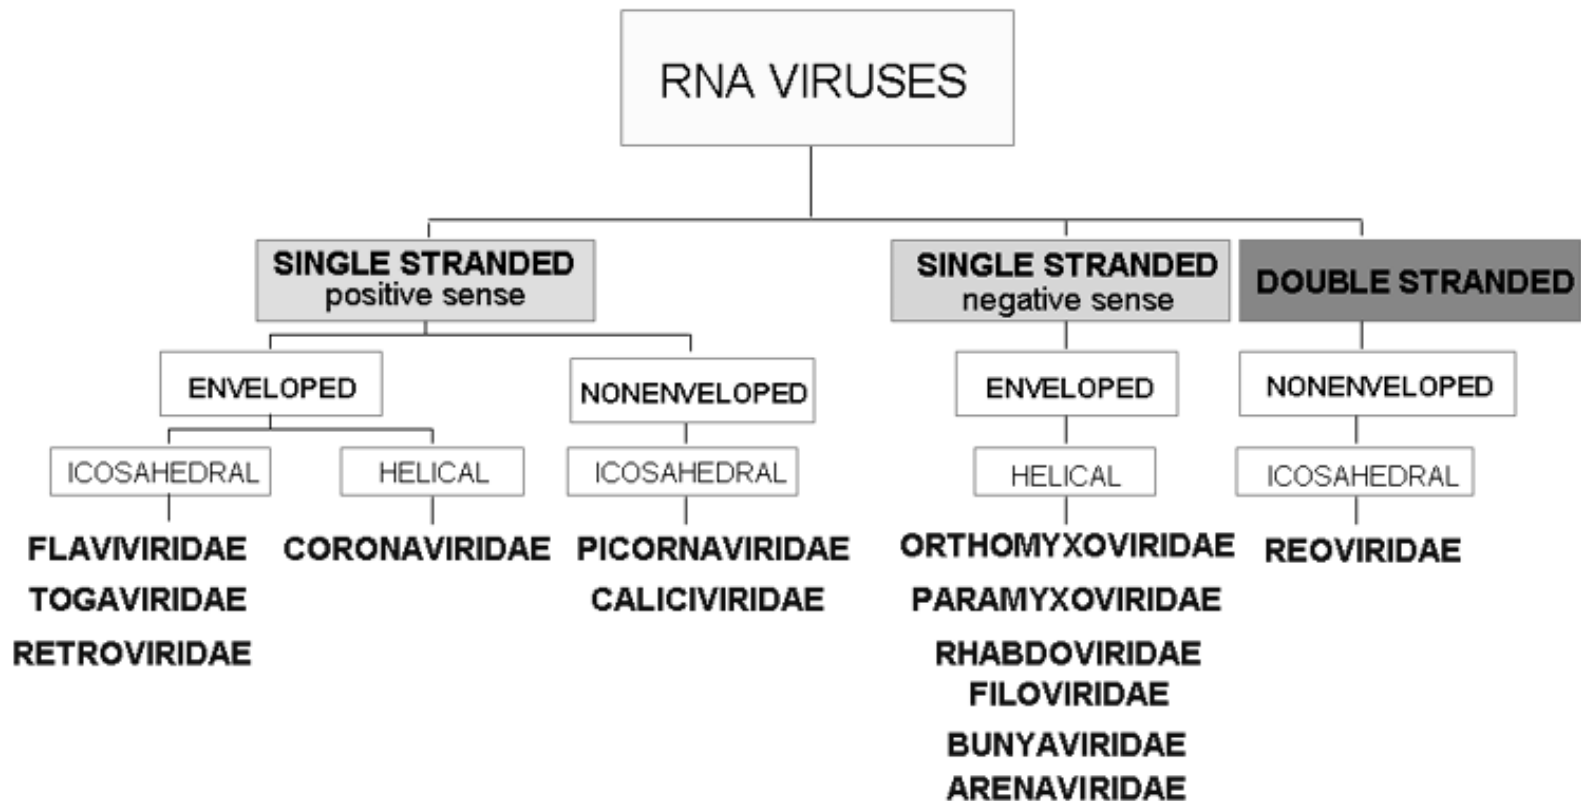 RNA VIRUSES
SINGLE STRANDED
positive sense
SINGLE STRANDED
negative sense
DOUBLE STRANDED
ENVELOPED
NONENVELOPED
ENVELOPED
NONENVELOPED
ICOSAHEDRAL
HELICAL
ICOSAHEDRAL
HELICAL
ICOSAHEDRAL
FLAVIVIRIDAE
TOGAVIRIDAE
RETROVIRIDAE
CORONAVIRIDAE
PICORNAVIRIDAE
CALICIVIRIDAE
ORTHOMYXOVIRIDAE
PARAMYXOVIRIDAE
RHABDOVIRIDAE
FILOVIRIDAE
BUNYAVIRIDAE
ARENAVIRIDAE
REOVIRIDAE